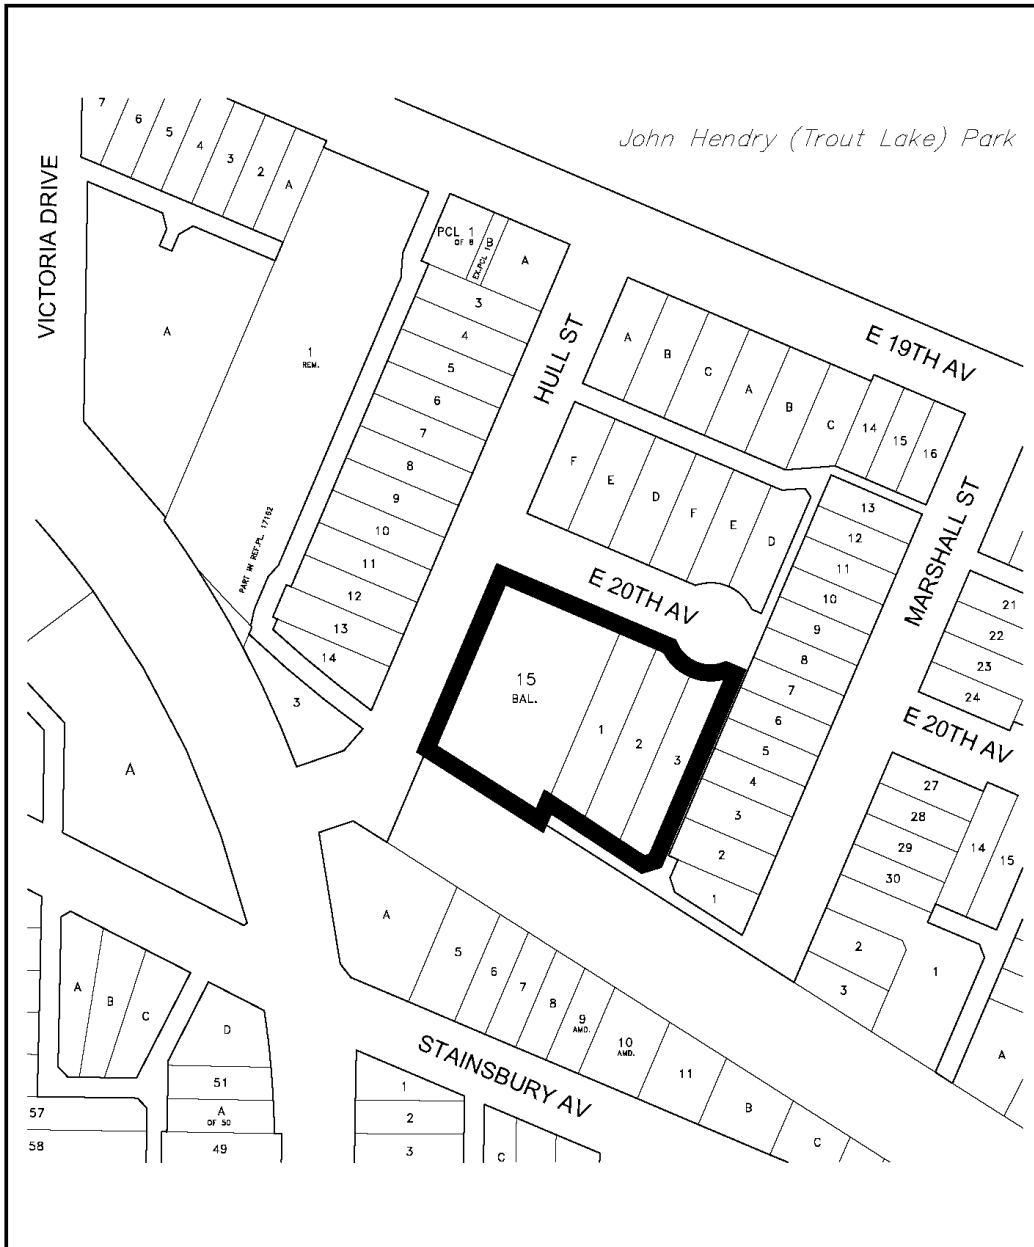 John Hendry (Trout Lake) Park
VICTORIA DRIVE
7
6
5
4
3
2
A
A
1
REM.
PART IN REF.PL. 17162
PCL 1
OF B
B
EX.PCL 1
A
3
4
5
6
7
8
9
10
11
12
13
14
3
HULL ST
E 19TH AV
A
B
C
A
B
C
14
15
16
F
E
D
F
E
D
E 20TH AV
MARSHALL ST
13
12
11
10
9
8
7
6
5
4
3
2
1
15
BAL.
1
2
3
21
22
23
24
E 20TH AV
27
28
29
30
14
15
2
3
1
A
A
A
5
6
7
8
9
AMD.
10
AMD.
11
B
C
STAINSBURY AV
A
B
C
D
51
A
OF 50
49
57
58
1
2
3
C